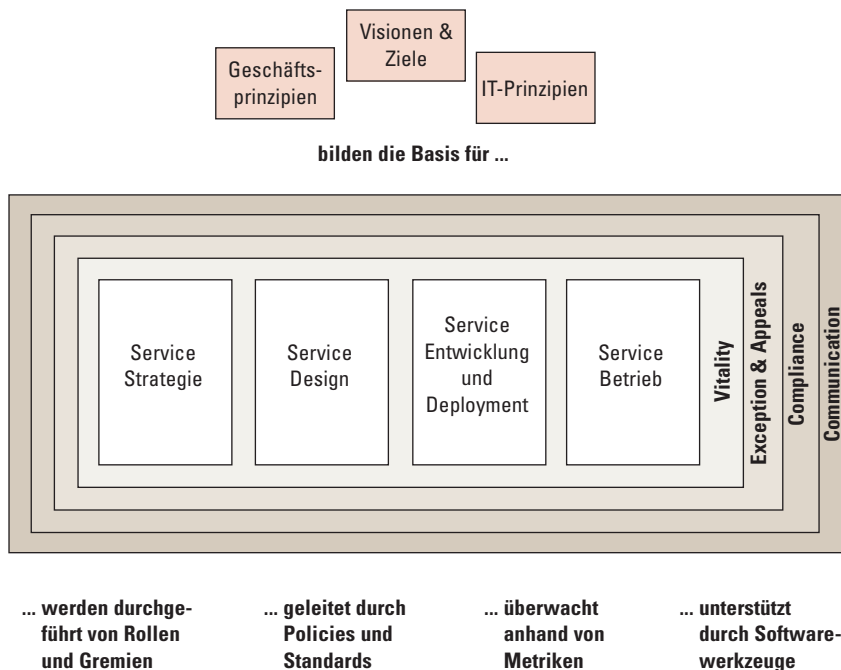 Visionen &
Ziele
Geschäfts-
prinzipien
IT-Prinzipien
bilden die Basis für ...
Service
Strategie
Service
Design
Service
Entwicklung
und
Deployment
Service
Betrieb
Vitality
Exception & Appeals
Compliance
Communication
... werden durchge-
führt von Rollen
und Gremien
... geleitet durch
Policies und
Standards
... überwacht
anhand von
Metriken
... unterstützt
durch Software-
werkzeuge